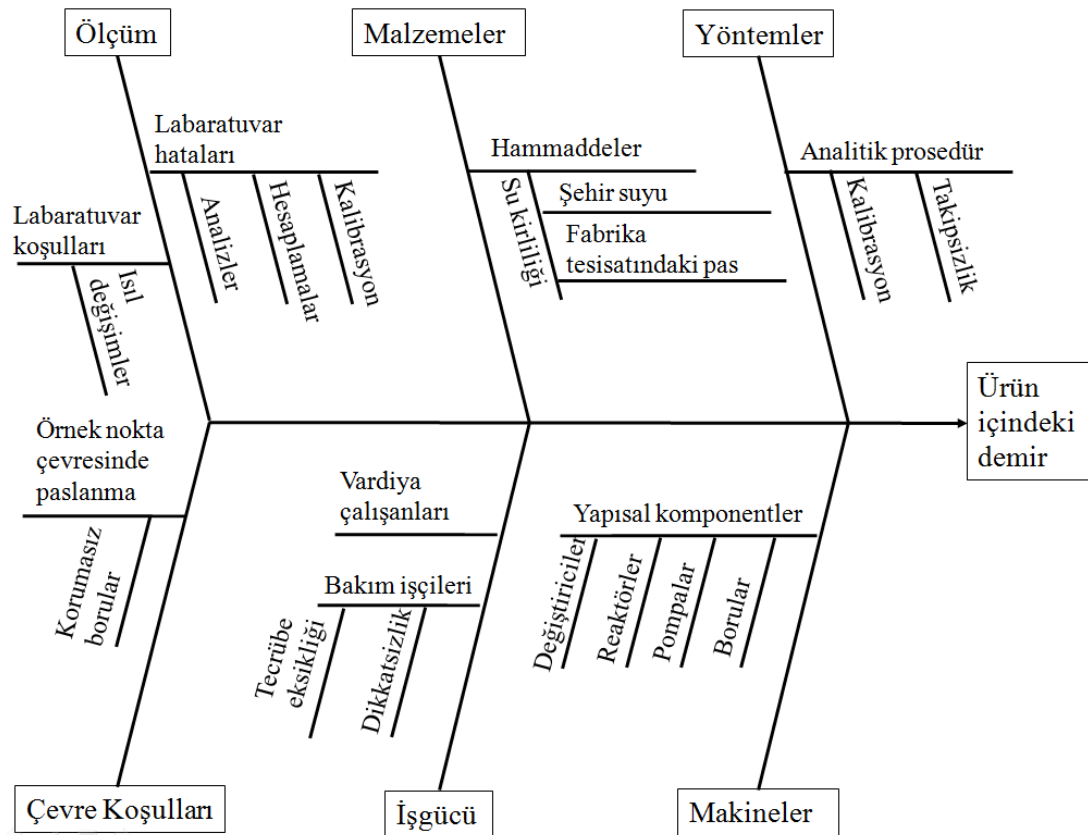 Ölçüm
Malzemeler
Yöntemler
Labaratuvar
hataları
Analizler
Hesaplamalar
Kalibrasyon
Labaratuvar
koşulları
Isıl
değişimler
Hammaddeler
Su kirliliği
Şehir suyu
Fabrika
tesisatındaki pas
Analitik prosedür
Kalibrasyon
Takipsizlik
Ürün
içindeki
demir
Örnek nokta
çevresinde
paslanma
Korumasız
borular
Vardiya
çalışanları
Bakım işçileri
Tecrübe
eksikliği
Dikkatsizlik
Yapısal komponentler
Değiştiriciler
Reaktörler
Pompalar
Borular
Çevre Koşulları
İşgücü
Makineler